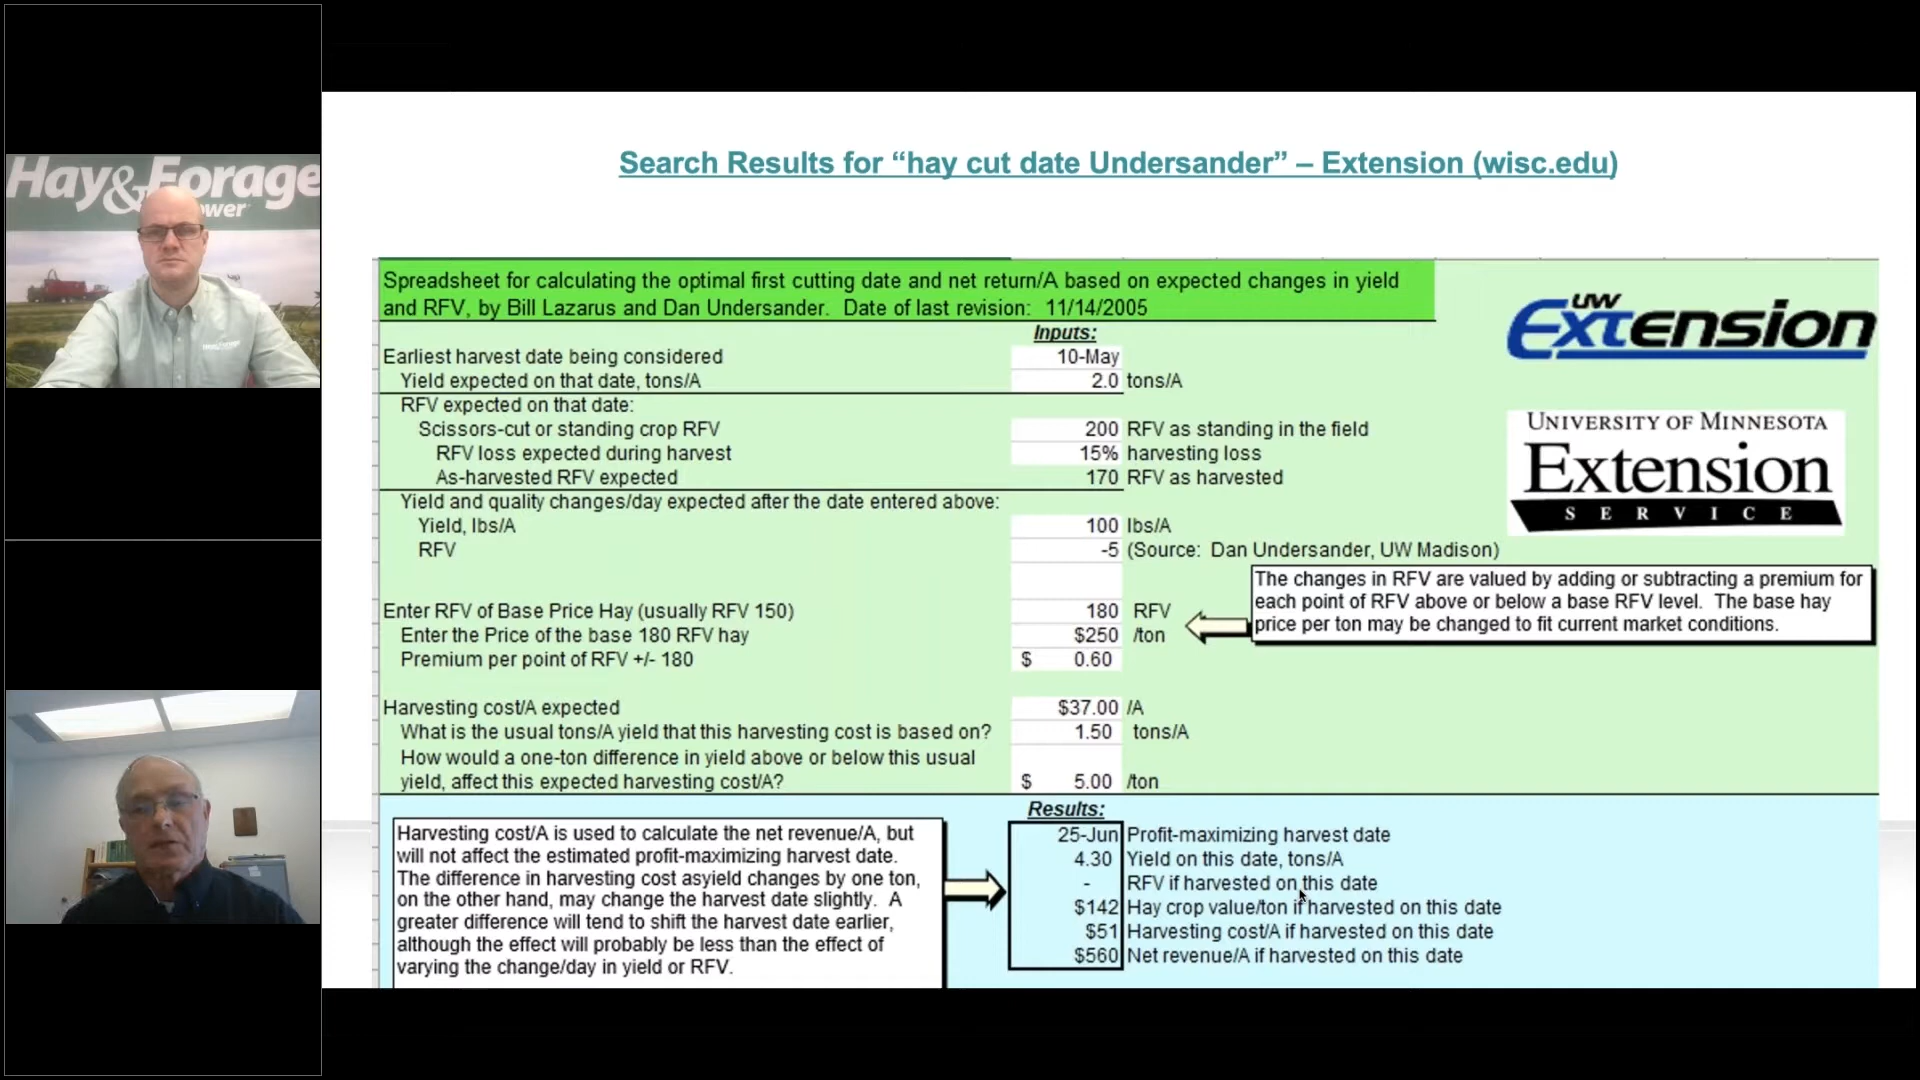 Hay&Forage
ower
Search Results for “hay cut date Undersander” – Extension (wisc.edu)
Spreadsheet for calculating the optimal first cutting date and net return/A based on expected changes in yield
and RFV, by Bill Lazarus and Dan Undersander. Date of last revision: 11/14/2005
Inputs:
Earliest harvest date being considered 10-May
Yield expected on that date, tons/A 2.0 tons/A
RFV expected on that date:
Scissors-cut or standing crop RFV 200 RFV as standing in the field
RFV loss expected during harvest 15% harvesting loss
As-harvested RFV expected 170 RFV as harvested
Yield and quality changes/day expected after the date entered above:
Yield, lbs/A 100 lbs/A
RFV -5 (Source: Dan Undersander, UW Madison)
Enter RFV of Base Price Hay (usually RFV 150) 180 RFV
Enter the Price of the base 180 RFV hay $250 /ton
Premium per point of RFV +/- 180 $ 0.60
Harvesting cost/A expected $37.00 /A
What is the usual tons/A yield that this harvesting cost is based on? 1.50 tons/A
How would a one-ton difference in yield above or below this usual
yield, affect this expected harvesting cost/A? $ 5.00 /ton
UW
Extension
UNIVERSITY OF MINNESOTA
Extension
SERVICE
The changes in RFV are valued by adding or subtracting a premium for
each point of RFV above or below a base RFV level. The base hay
price per ton may be changed to fit current market conditions.
Results:
25-Jun Profit-maximizing harvest date
4.30 Yield on this date, tons/A
- RFV if harvested on this date
$142 Hay crop value/ton if harvested on this date
$51 Harvesting cost/A if harvested on this date
$560 Net revenue/A if harvested on this date
Harvesting cost/A is used to calculate the net revenue/A, but
will not affect the estimated profit-maximizing harvest date.
The difference in harvesting cost asyield changes by one ton,
on the other hand, may change the harvest date slightly. A
greater difference will tend to shift the harvest date earlier,
although the effect will probably be less than the effect of
varying the change/day in yield or RFV.